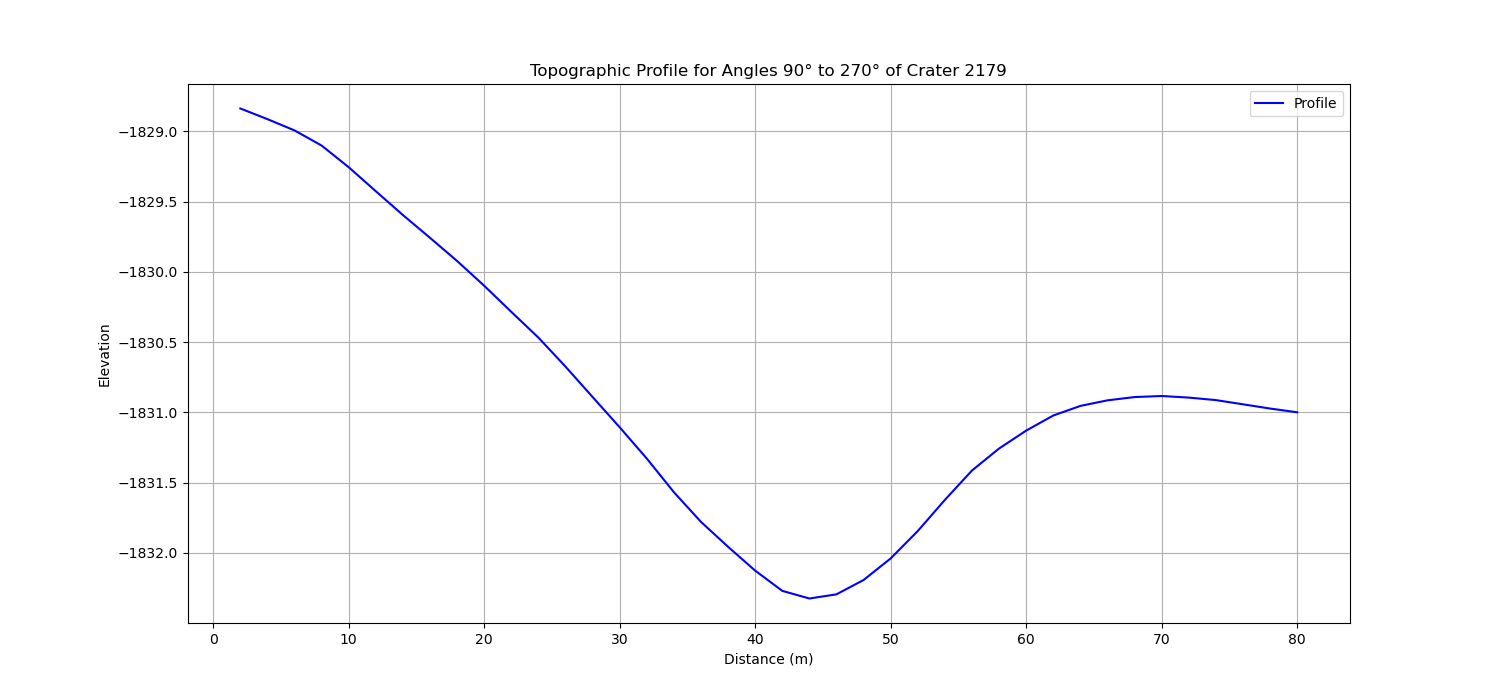 Topographic Profile for Angles 90° to 270° of Crater 2179
Profile
−1829.0
−1829.5
−1830.0
−1830.5
−1831.0
−1831.5
−1832.0
Elevation
0 10 20 30 40 50 60 70 80
Distance (m)